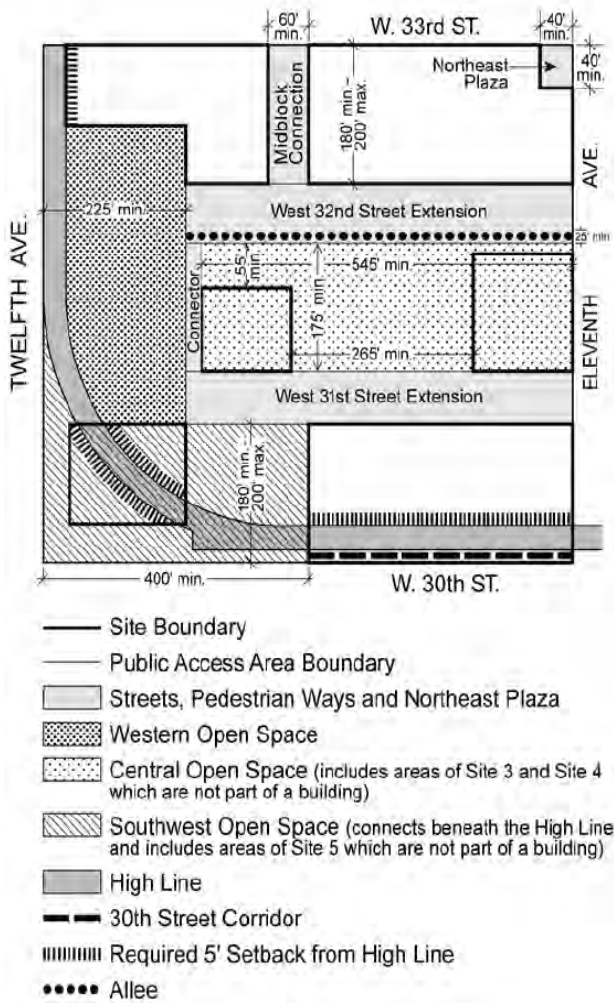 60'
min.
W. 33rd ST.
40'
min.
Northeast
Plaza
40'
min.
Midblock
Connection
180' min. -
200' max.
AVE.
225' min.
West 32nd Street Extension
25' min
TWELFTH AVE.
Connector
55'
min.
545' min.
175' min.
265' min.
ELEVENTH
West 31st Street Extension
180' min. -
200' max.
400' min.
W. 30th ST.
Site Boundary
Public Access Area Boundary
Streets, Pedestrian Ways and Northeast Plaza
Western Open Space
Central Open Space (includes areas of Site 3 and Site 4
which are not part of a building)
Southwest Open Space (connects beneath the High Line
and includes areas of Site 5 which are not part of a building)
High Line
30th Street Corridor
Required 5' Setback from High Line
Allee